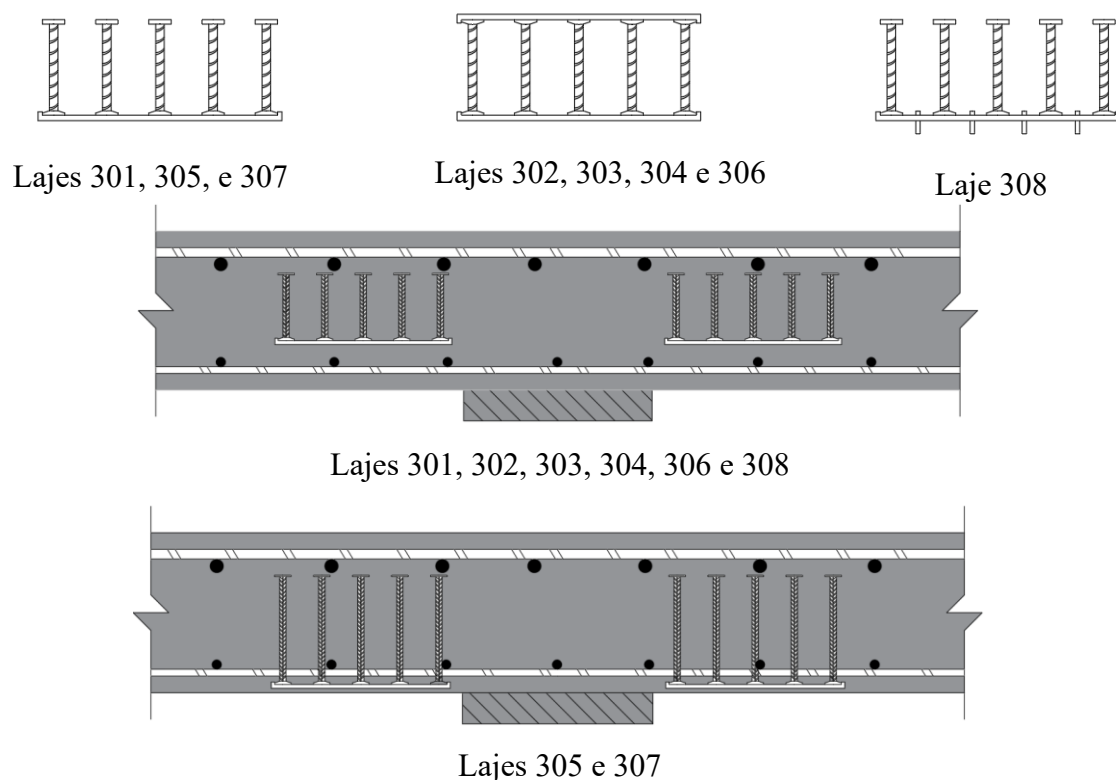 Lajes 301, 305, e 307
Lajes 302, 303, 304 e 306
Laje 308
Lajes 301, 302, 303, 304, 306 e 308
Lajes 305 e 307